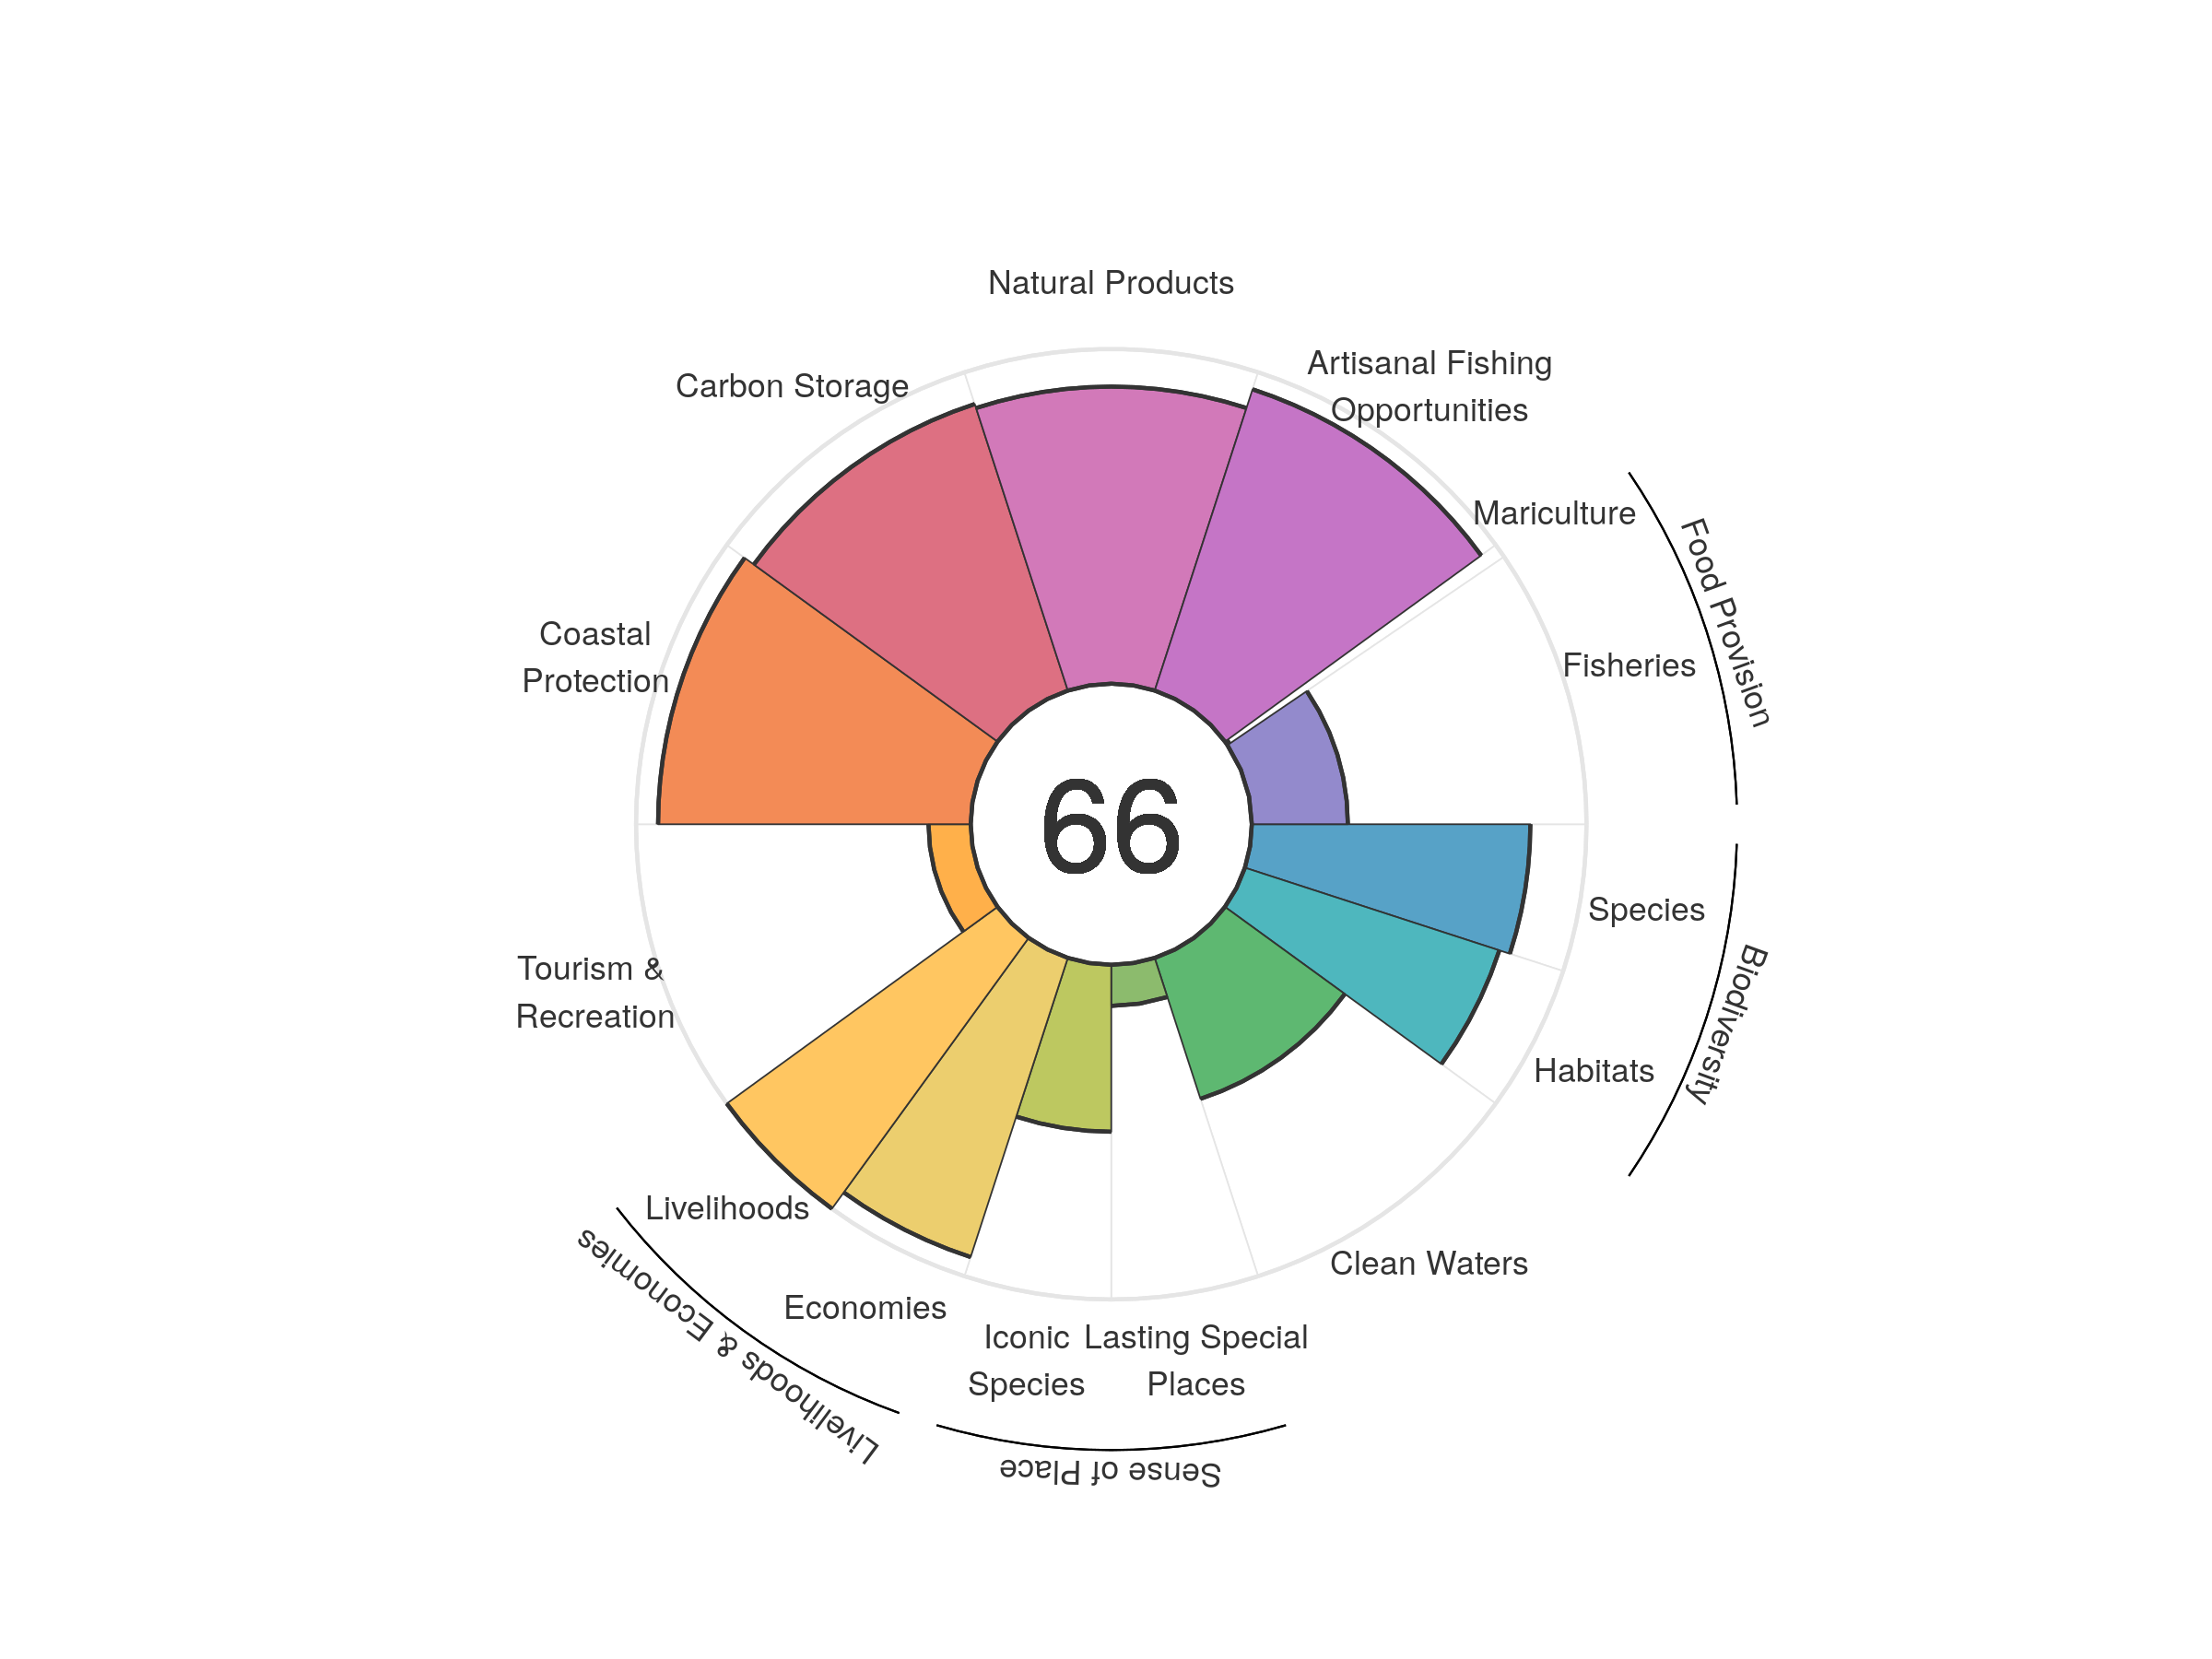 Natural Products
Artisanal Fishing
Opportunities
Carbon Storage
Mariculture
Food Provision
Coastal
Protection
Fisheries
66
Species
Biodiversity
Tourism &
Recreation
Habitats
Livelihoods
Clean Waters
Economies
Livelihoods & Economies
Iconic
Species
Lasting Special
Places
Sense of Place